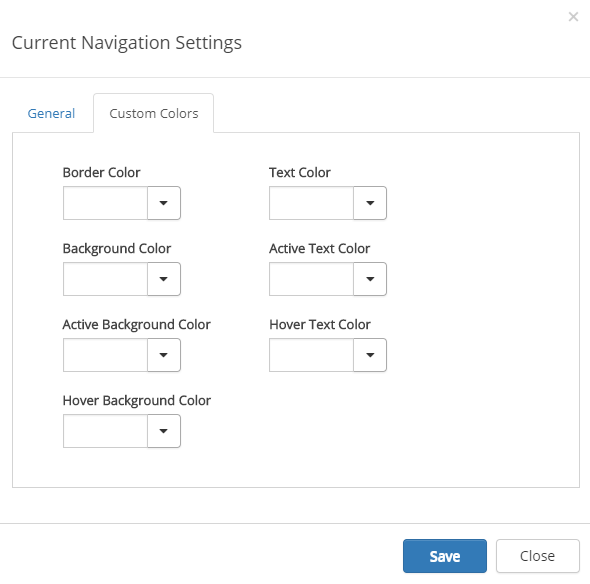 ×
Current Navigation Settings
General
Custom Colors
Border Color
Text Color
Background Color
Active Text Color
Active Background Color
Hover Text Color
Hover Background Color
Save
Close